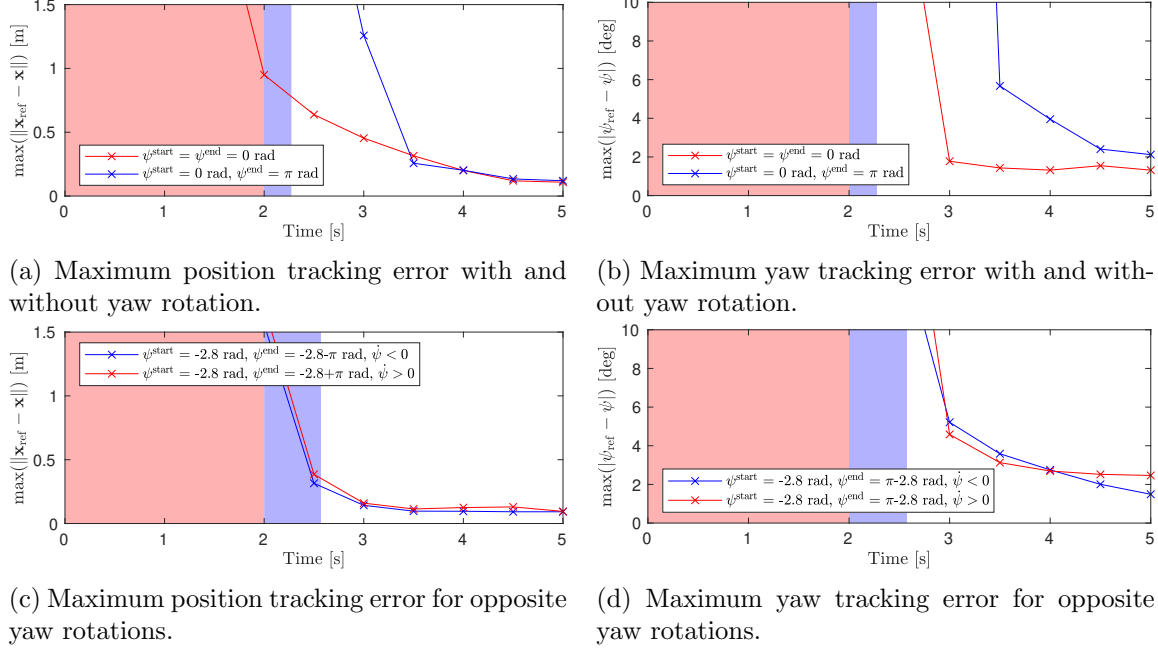 max(||x_ref − x||) [m]
1.5
1
0.5
0
ψ^start = ψ^end = 0 rad
ψ^start = 0 rad, ψ^end = π rad
0 1 2 3 4 5
Time [s]
(a) Maximum position tracking error with and
without yaw rotation.
max(|ψ_ref − ψ|) [deg]
10
8
6
4
2
0
ψ^start = ψ^end = 0 rad
ψ^start = 0 rad, ψ^end = π rad
0 1 2 3 4 5
Time [s]
(b) Maximum yaw tracking error with and with-
out yaw rotation.
max(||x_ref − x||) [m]
1.5
1
0.5
0
ψ^start = -2.8 rad, ψ^end = -2.8-π rad, ψ̇ < 0
ψ^start = -2.8 rad, ψ^end = -2.8+π rad, ψ̇ > 0
0 1 2 3 4 5
Time [s]
(c) Maximum position tracking error for opposite
yaw rotations.
max(|ψ_ref − ψ|) [deg]
10
8
6
4
2
0
ψ^start = -2.8 rad, ψ^end = π-2.8 rad, ψ̇ < 0
ψ^start = -2.8 rad, ψ^end = π-2.8 rad, ψ̇ > 0
0 1 2 3 4 5
Time [s]
(d) Maximum yaw tracking error for opposite
yaw rotations.